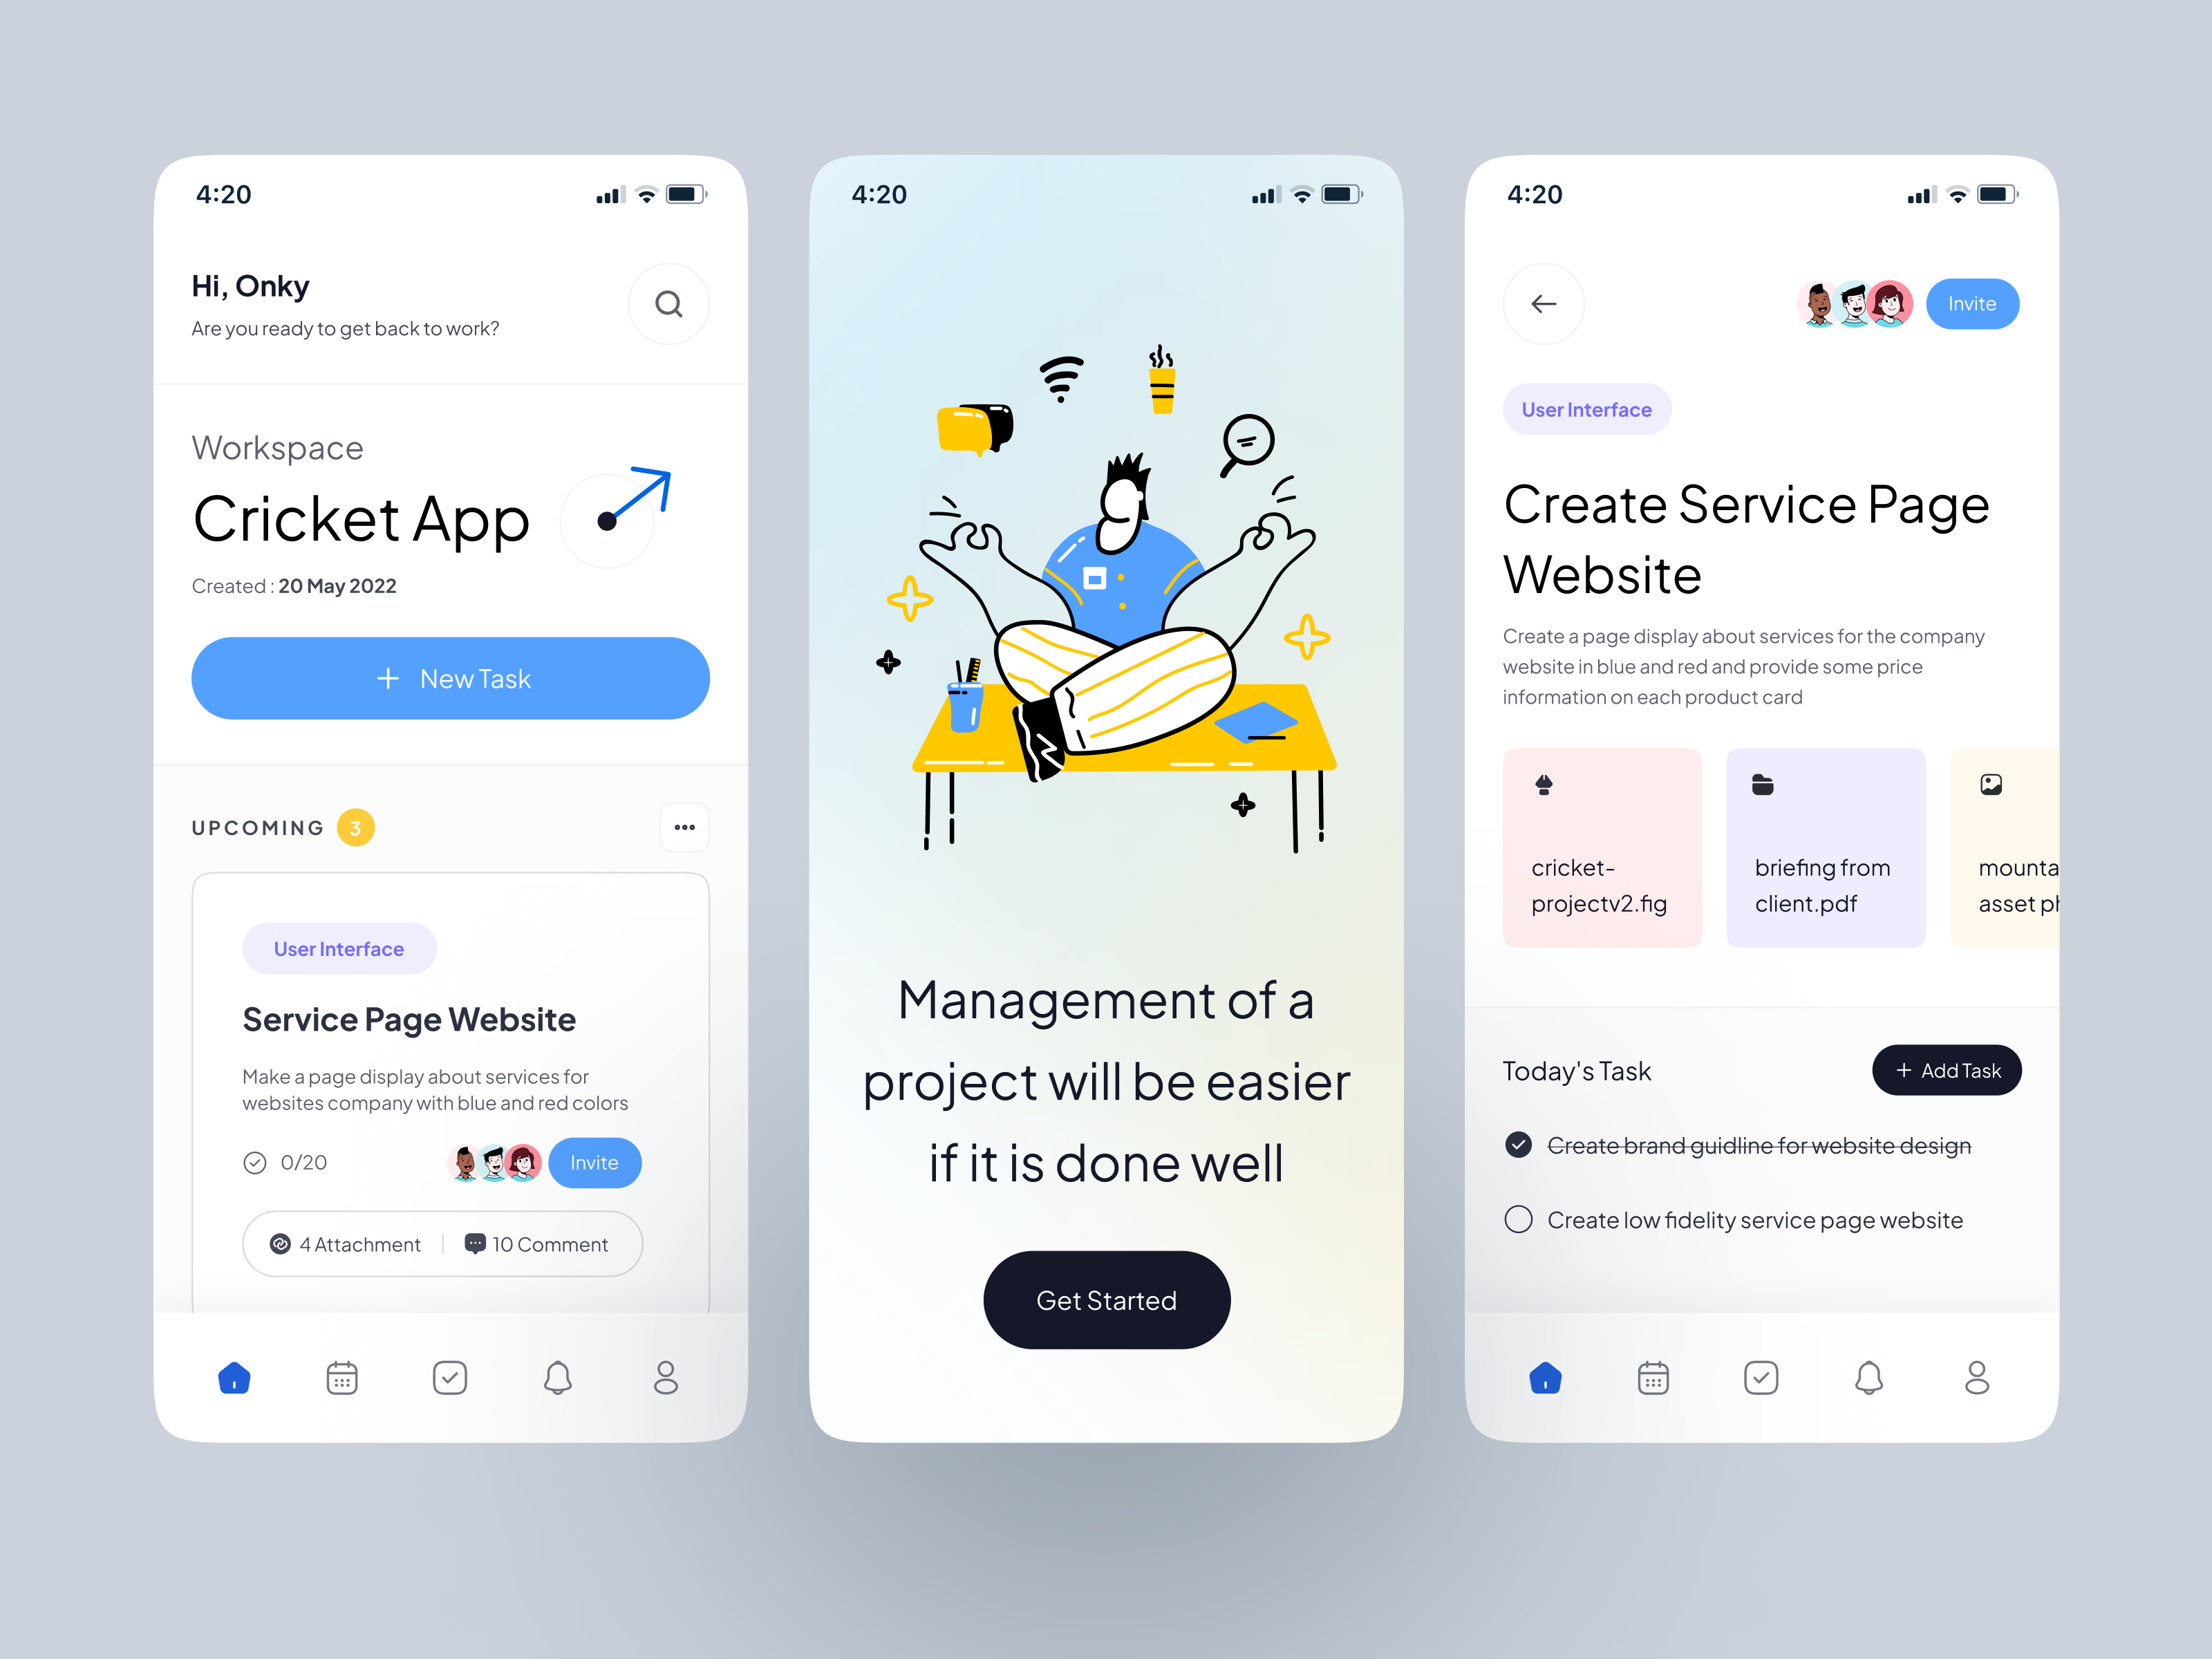 4:20
Hi, Onky
Are you ready to get back to work?
Workspace
Cricket App
Created : 20 May 2022
+ New Task
UPCOMING 3
User Interface
Service Page Website
Make a page display about services for
websites company with blue and red colors
0/20
Invite
4 Attachment
10 Comment
4:20
Management of a
project will be easier
if it is done well
Get Started
4:20
Invite
User Interface
Create Service Page
Website
Create a page display about services for the company
website in blue and red and provide some price
information on each product card
cricket-
projectv2.fig
briefing from
client.pdf
mounta
asset ph
Today's Task
+ Add Task
Create brand guidline for website design
Create low fidelity service page website